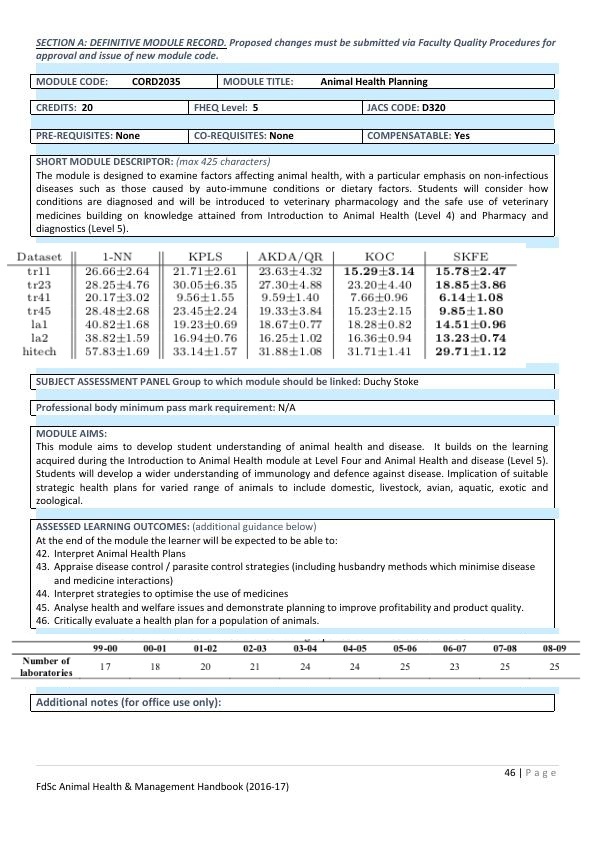 SECTION A: DEFINITIVE MODULE RECORD. Proposed changes must be submitted via Faculty Quality Procedures for
approval and issue of new module code.
MODULE CODE: CORD2035 MODULE TITLE: Animal Health Planning
CREDITS: 20 FHEQ Level: 5 JACS CODE: D320
PRE-REQUISITES: None CO-REQUISITES: None COMPENSATABLE: Yes
SHORT MODULE DESCRIPTOR: (max 425 characters)
The module is designed to examine factors affecting animal health, with a particular emphasis on non-infectious
diseases such as those caused by auto-immune conditions or dietary factors. Students will consider how
conditions are diagnosed and will be introduced to veterinary pharmacology and the safe use of veterinary
medicines building on knowledge attained from Introduction to Animal Health (Level 4) and Pharmacy and
diagnostics (Level 5).
Dataset 1-NN KPLS AKDA/QR KOC SKFE
tr11 26.66±2.64 21.71±2.61 23.63±4.32 15.29±3.14 15.78±2.47
tr23 28.25±4.76 30.05±6.35 27.30±4.88 23.20±4.40 18.85±3.86
tr41 20.17±3.02 9.56±1.55 9.59±1.40 7.66±0.96 6.14±1.08
tr45 28.48±2.68 23.45±2.24 19.33±3.84 15.23±2.15 9.85±1.80
la1 40.82±1.68 19.23±0.69 18.67±0.77 18.28±0.82 14.51±0.96
la2 38.82±1.59 16.94±0.76 16.25±1.02 16.36±0.94 13.23±0.74
hitech 57.83±1.69 33.14±1.57 31.88±1.08 31.71±1.41 29.71±1.12
SUBJECT ASSESSMENT PANEL Group to which module should be linked: Duchy Stoke
Professional body minimum pass mark requirement: N/A
MODULE AIMS:
This module aims to develop student understanding of animal health and disease. It builds on the learning
acquired during the Introduction to Animal Health module at Level Four and Animal Health and disease (Level 5).
Students will develop a wider understanding of immunology and defence against disease. Implication of suitable
strategic health plans for varied range of animals to include domestic, livestock, avian, aquatic, exotic and
zoological.
ASSESSED LEARNING OUTCOMES: (additional guidance below)
At the end of the module the learner will be expected to be able to:
42. Interpret Animal Health Plans
43. Appraise disease control / parasite control strategies (including husbandry methods which minimise disease
and medicine interactions)
44. Interpret strategies to optimise the use of medicines
45. Analyse health and welfare issues and demonstrate planning to improve profitability and product quality.
46. Critically evaluate a health plan for a population of animals.
99-00 00-01 01-02 02-03 03-04 04-05 05-06 06-07 07-08 08-09
Number of
laboratories 17 18 20 21 24 24 25 23 25 25
Additional notes (for office use only):
46 | Page
FdSc Animal Health & Management Handbook (2016-17)